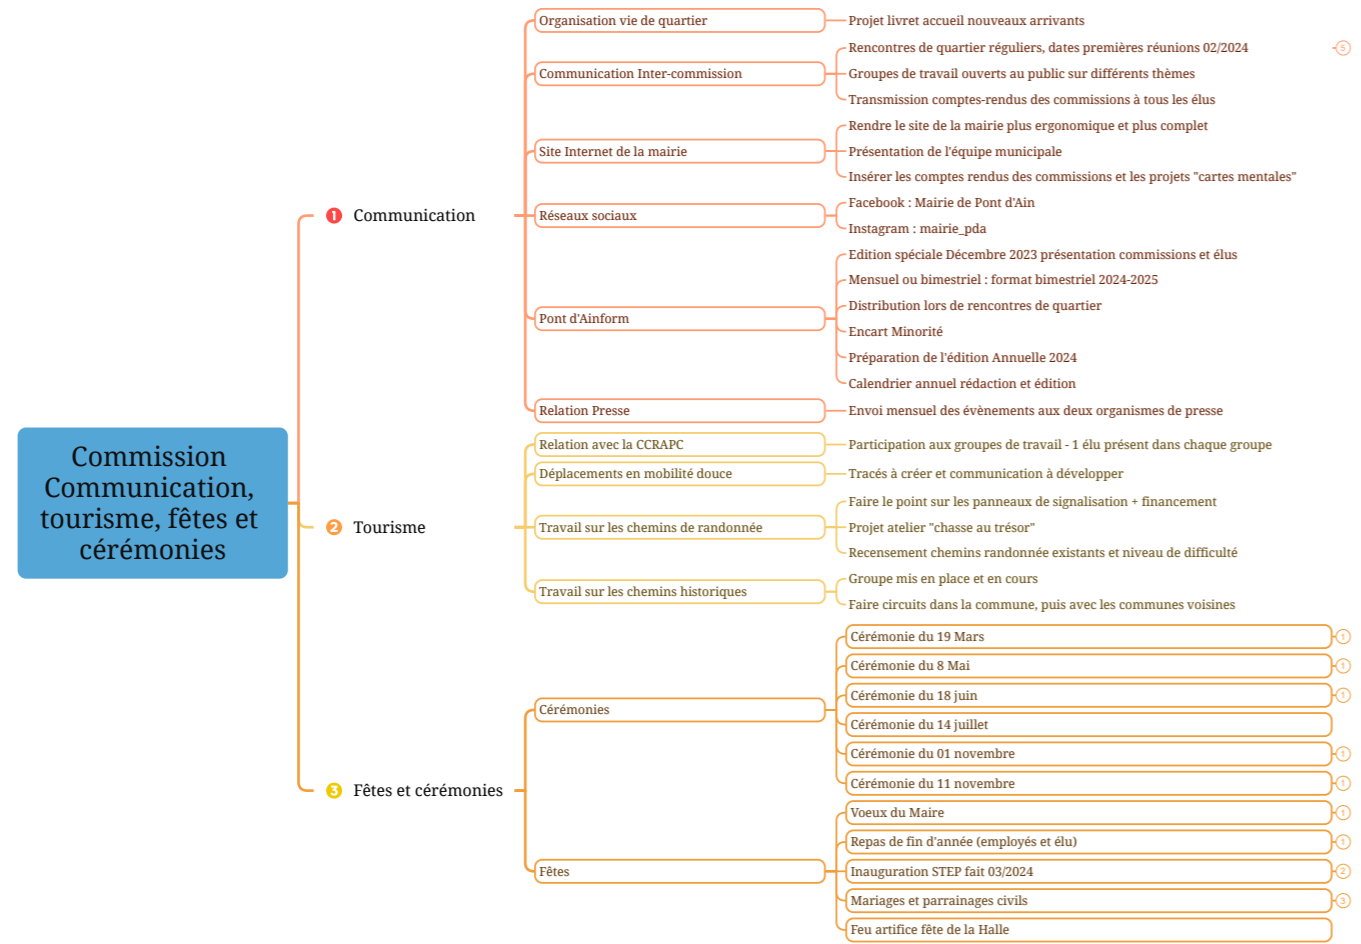 Commission
Communication,
tourisme, fêtes et
cérémonies
1 Communication
Organisation vie de quartier
Projet livret accueil nouveaux arrivants
Communication Inter-commission
Rencontres de quartier réguliers, dates premières réunions 02/2024 5
Groupes de travail ouverts au public sur différents thèmes
Transmission comptes-rendus des commissions à tous les élus
Site Internet de la mairie
Rendre le site de la mairie plus ergonomique et plus complet
Présentation de l'équipe municipale
Insérer les comptes rendus des commissions et les projets "cartes mentales"
Réseaux sociaux
Facebook : Mairie de Pont d'Ain
Instagram : mairie_pda
Pont d'Ainform
Edition spéciale Décembre 2023 présentation commissions et élus
Mensuel ou bimestriel : format bimestriel 2024-2025
Distribution lors de rencontres de quartier
Encart Minorité
Préparation de l'édition Annuelle 2024
Calendrier annuel rédaction et édition
Relation Presse
Envoi mensuel des évènements aux deux organismes de presse
2 Tourisme
Relation avec la CCRAPC
Participation aux groupes de travail - 1 élu présent dans chaque groupe
Déplacements en mobilité douce
Tracés à créer et communication à développer
Travail sur les chemins de randonnée
Faire le point sur les panneaux de signalisation + financement
Projet atelier "chasse au trésor"
Recensement chemins randonnée existants et niveau de difficulté
Travail sur les chemins historiques
Groupe mis en place et en cours
Faire circuits dans la commune, puis avec les communes voisines
3 Fêtes et cérémonies
Cérémonies
Cérémonie du 19 Mars 1
Cérémonie du 8 Mai 1
Cérémonie du 18 juin 1
Cérémonie du 14 juillet
Cérémonie du 01 novembre 1
Cérémonie du 11 novembre 1
Fêtes
Voeux du Maire 1
Repas de fin d'année (employés et élu) 1
Inauguration STEP fait 03/2024 2
Mariages et parrainages civils 3
Feu artifice fête de la Halle